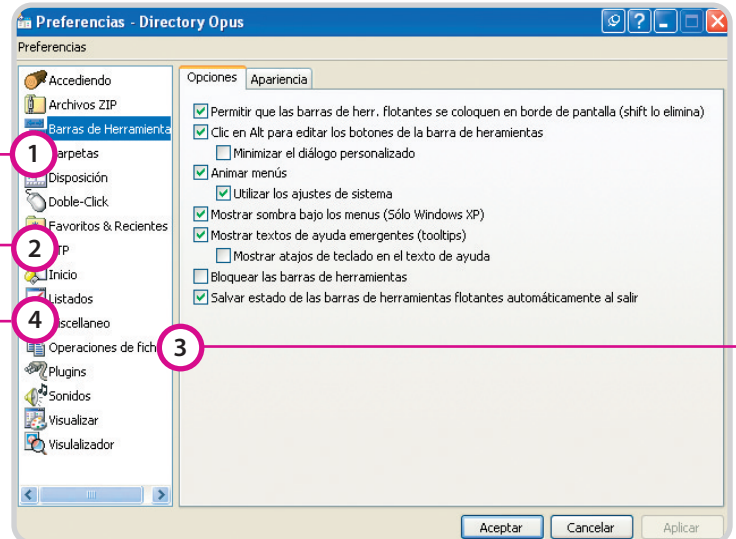 Preferencias - Directory Opus
Preferencias
Accediendo
Archivos ZIP
Barras de Herramienta
arpetas
Disposición
Doble-Click
Favoritos & Recientes
TP
Inicio
Listados
scellaneo
Operaciones de fich
Plugins
Sonidos
Visualizar
Visulalizador
1
2
4
3
Opciones
Apariencia
Permitir que las barras de herr. flotantes se coloquen en borde de pantalla (shift lo elimina)
Clic en Alt para editar los botones de la barra de heramientas
Minimizar el diálogo personalizado
Animar menús
Utilizar los ajustes de sistema
Mostrar sombra bajo los menus (Sólo Windows XP)
Mostrar textos de ayuda emergentes (tooltips)
Mostrar atajos de teclado en el texto de ayuda
Bloquear las barras de herramientas
Salvar estado de las barras de herramientas flotantes automáticamente al salir
Aceptar
Cancelar
Aplicar